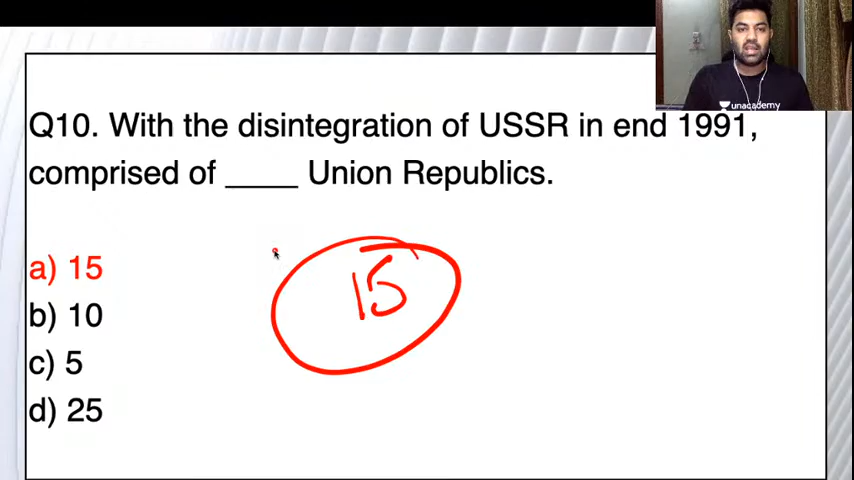 unacademy
Q10. With the disintegration of USSR in end 1991,
comprised of ____ Union Republics.
a) 15
15
b) 10
c) 5
d) 25